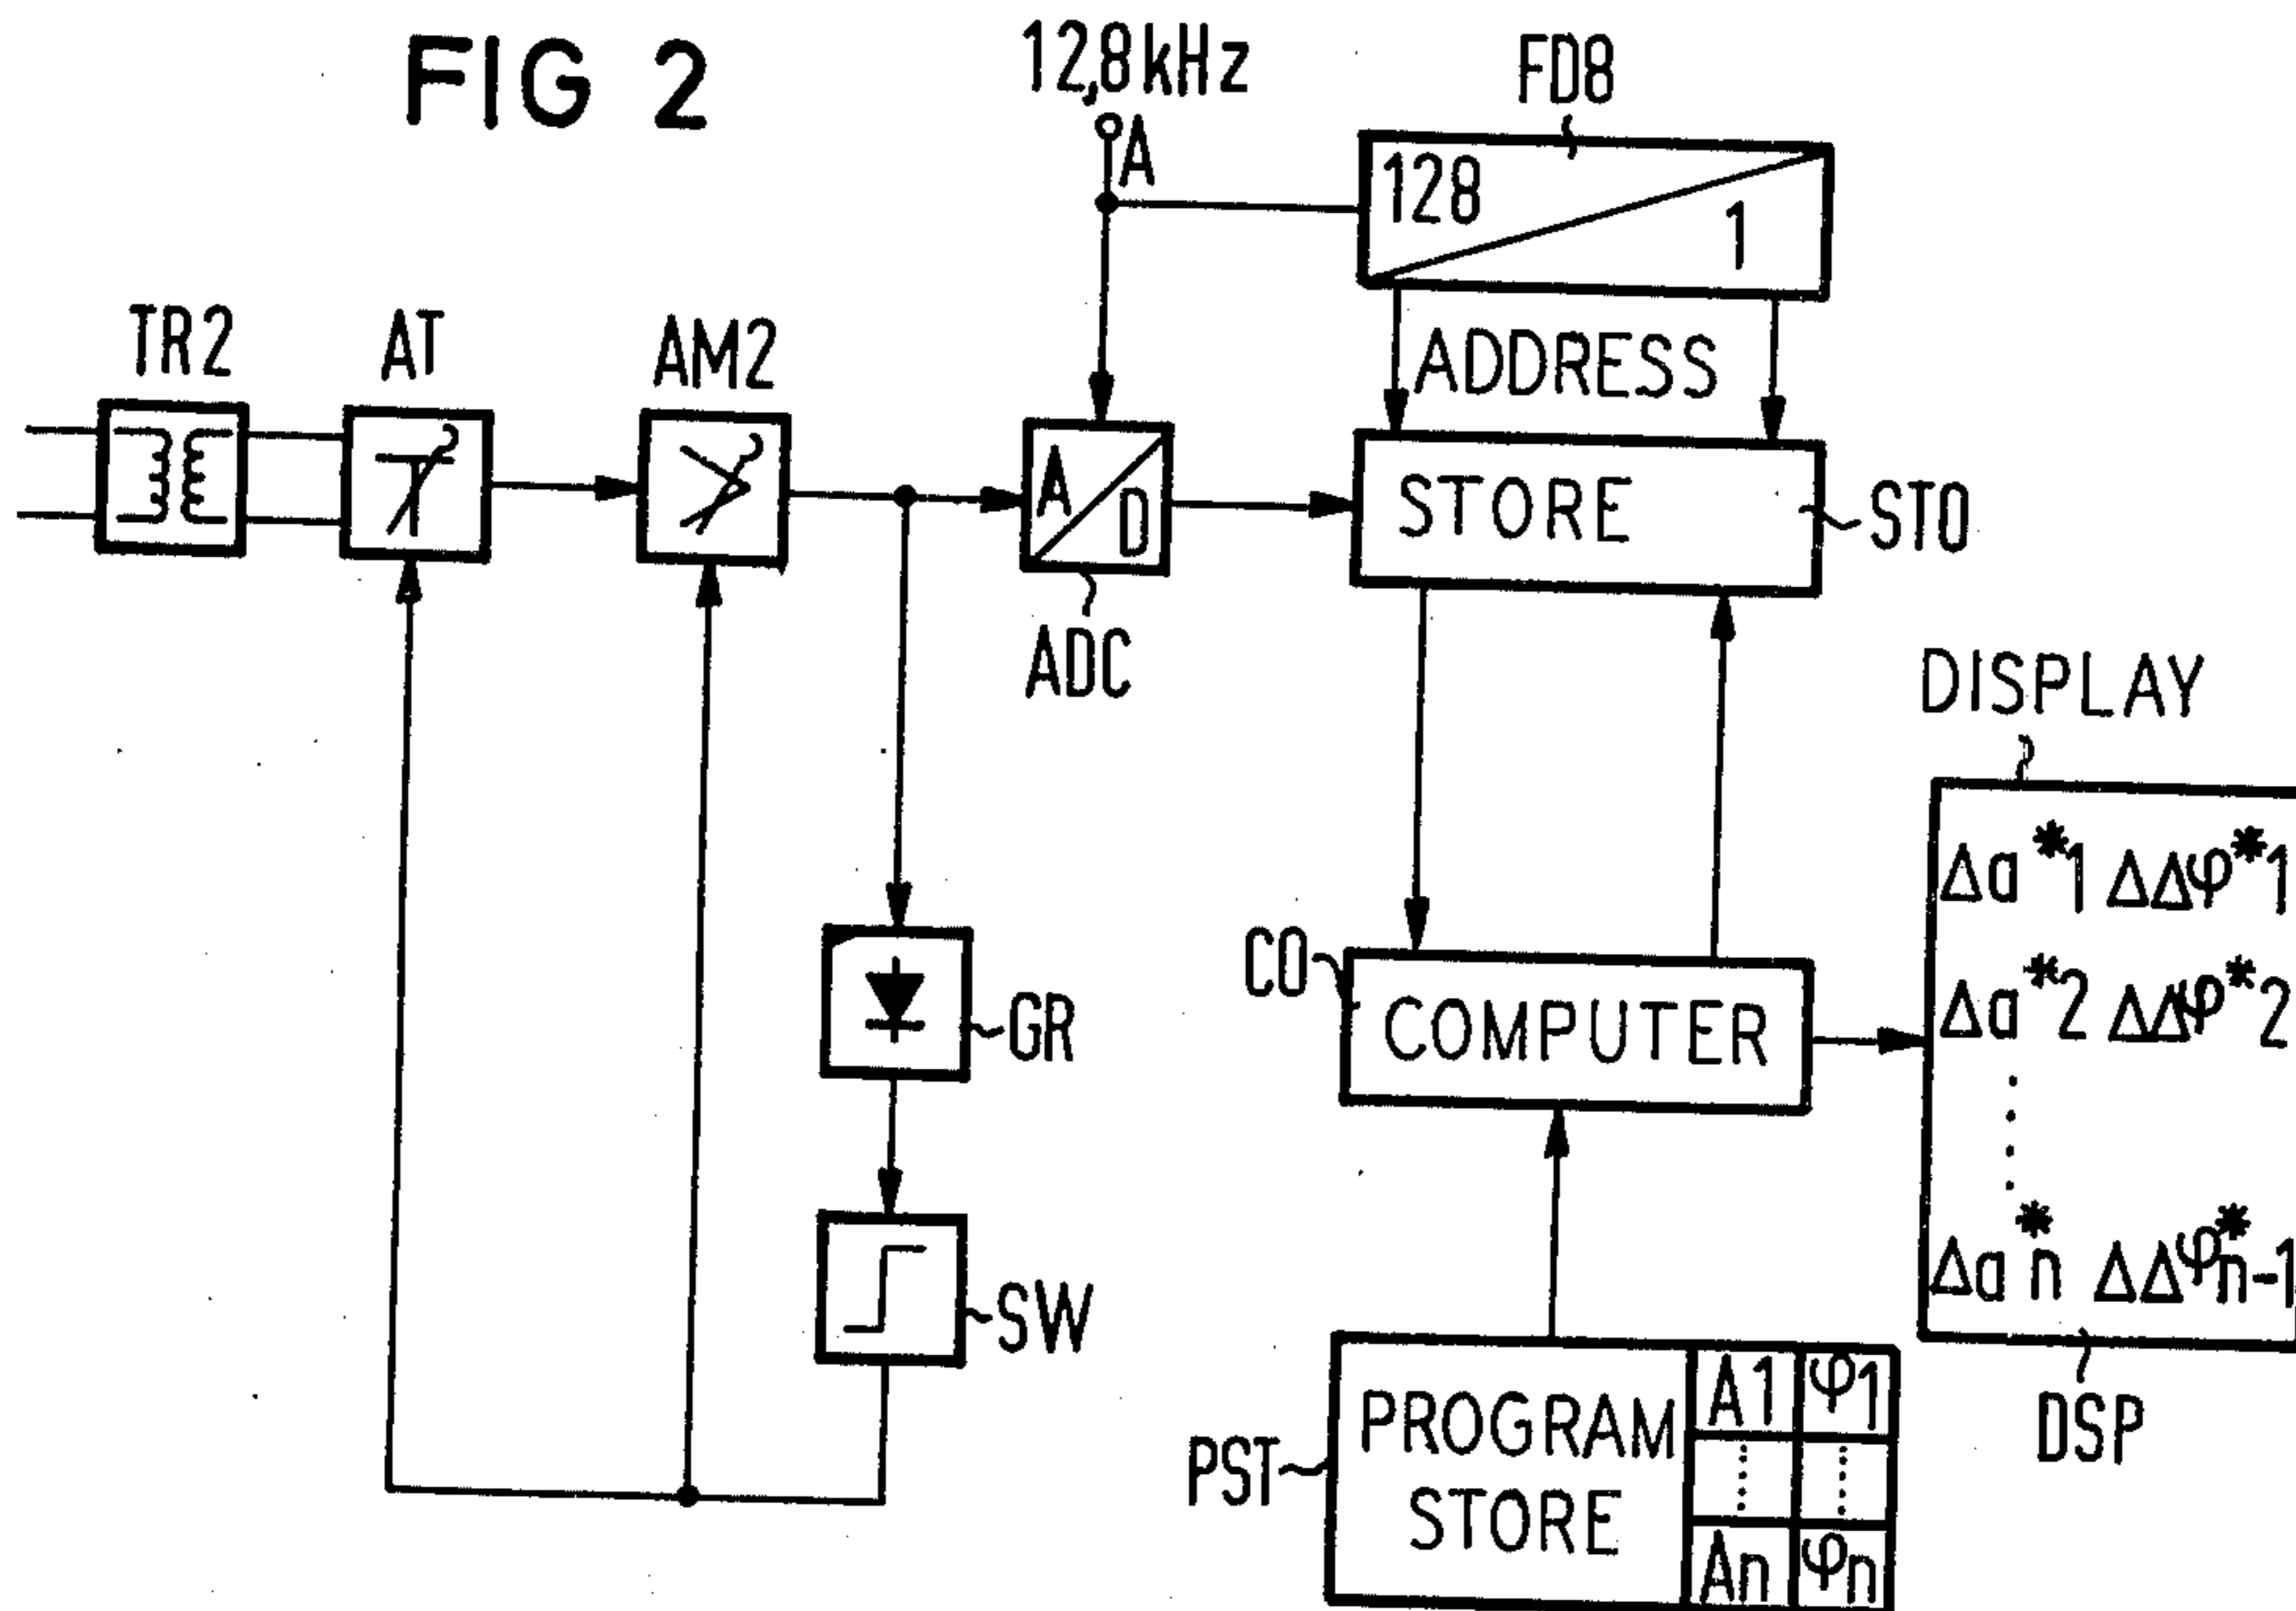 FIG 2
12,8kHz
A
FD8
128
1
ADDRESS
TR2
AT
AM2
A
D
ADC
STORE
STO
DISPLAY
Δa*1 ΔΔφ*1
Δa*2 ΔΔφ*2
Δa*n ΔΔφ*n-1
DSP
GR
SW
CO
COMPUTER
PST
PROGRAM
STORE
A1 φ1
An φn